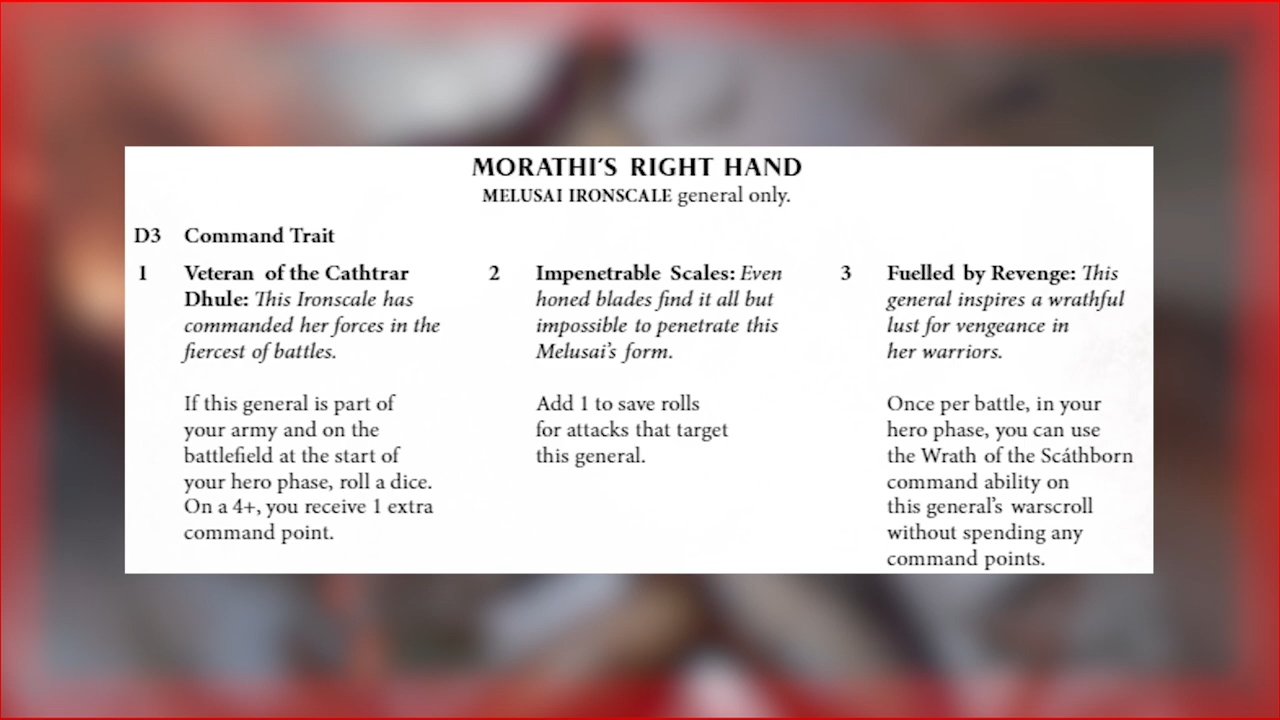 MORATHI'S RIGHT HAND
MELUSAI IRONSCALE general only.
D3 Command Trait
1 Veteran of the Cathtrar
Dhule: This Ironscale has
commanded her forces in the
fiercest of battles.
If this general is part of
your army and on the
battlefield at the start of
your hero phase, roll a dice.
On a 4+, you receive 1 extra
command point.
2 Impenetrable Scales: Even
honed blades find it all but
impossible to penetrate this
Melusai's form.
Add 1 to save rolls
for attacks that target
this general.
3 Fuelled by Revenge: This
general inspires a wrathful
lust for vengeance in
her warriors.
Once per battle, in your
hero phase, you can use
the Wrath of the Scáthborn
command ability on
this general's warscroll
without spending any
command points.